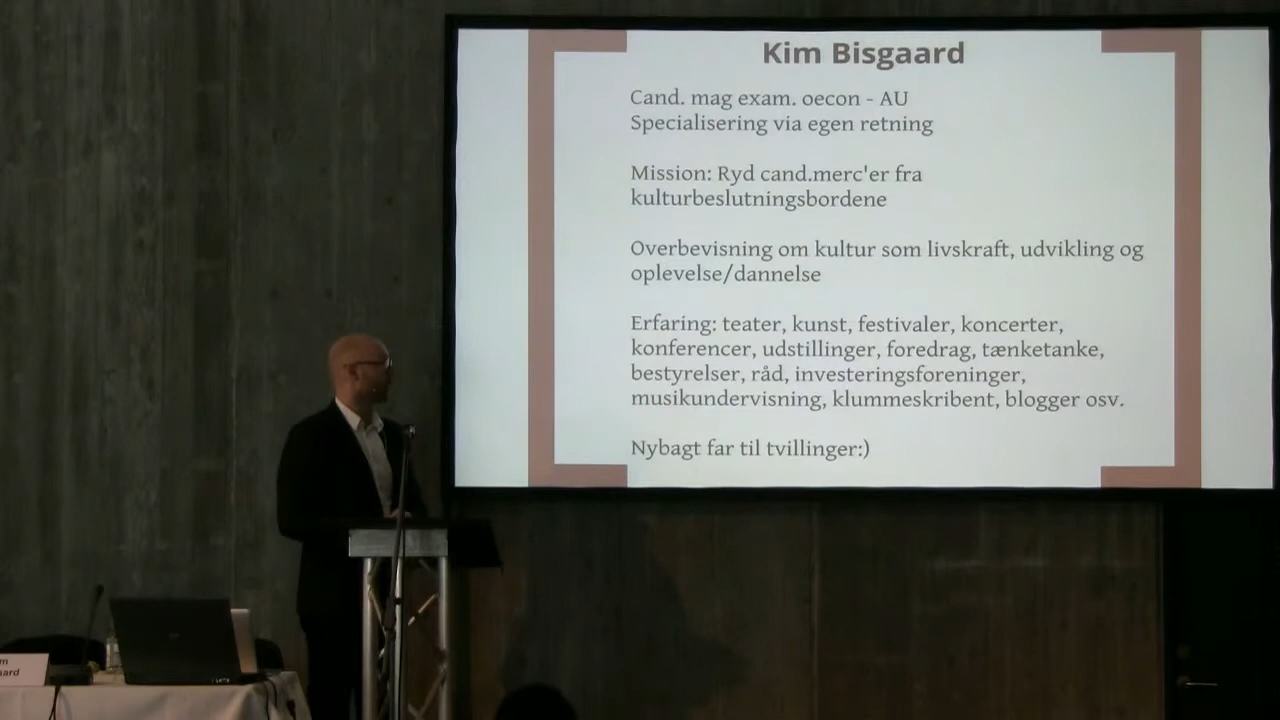 Kim Bisgaard
Cand. mag exam. oecon - AU
Specialisering via egen retning
Mission: Ryd cand.merc'er fra
kulturbeslutningsbordene
Overbevisning om kultur som livskraft, udvikling og
oplevelse/dannelse
Erfaring: teater, kunst, festivaler, koncerter,
konferencer, udstillinger, foredrag, tænketanke,
bestyrelser, råd, investeringsforeninger,
musikundervisning, klummeskribent, blogger osv.
Nybagt far til tvillinger:)